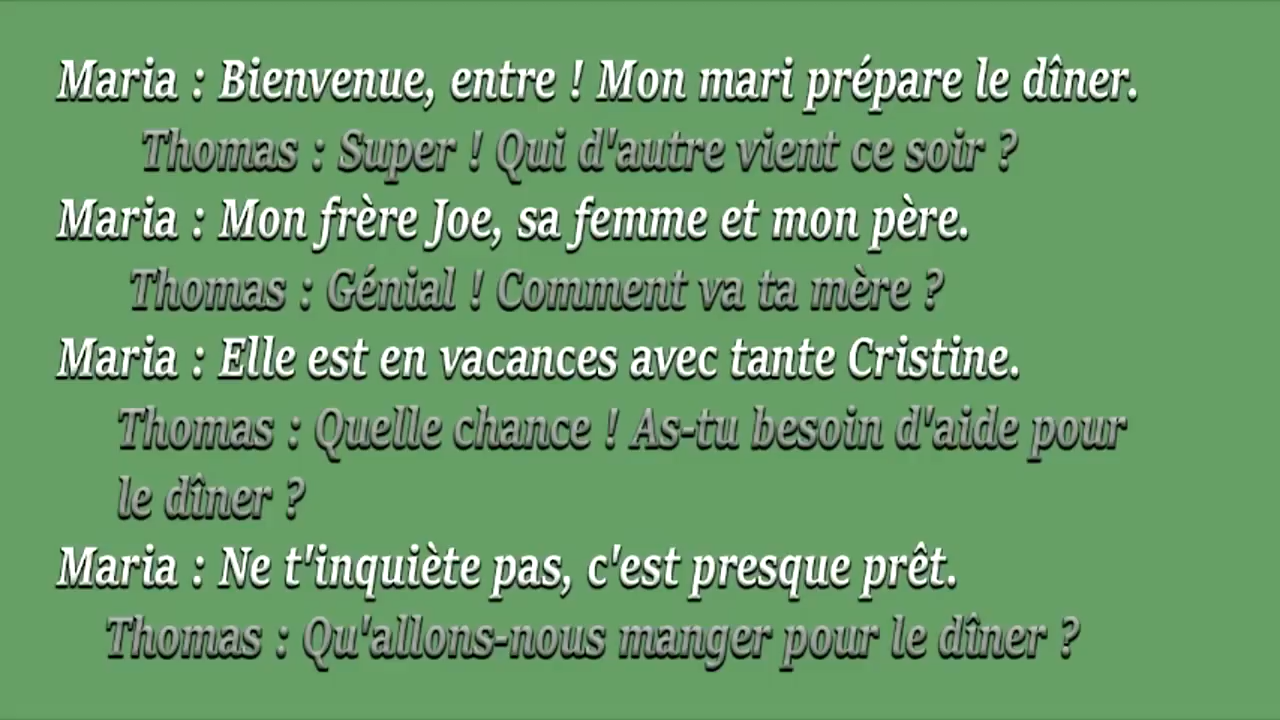 Maria : Bienvenue, entre ! Mon mari prépare le dîner.
Thomas : Super ! Qui d'autre vient ce soir ?
Maria : Mon frère Joe, sa femme et mon père.
Thomas : Génial ! Comment va ta mère ?
Maria : Elle est en vacances avec tante Cristine.
Thomas : Quelle chance ! As-tu besoin d'aide pour
le dîner ?
Maria : Ne t'inquiète pas, c'est presque prêt.
Thomas : Qu'allons-nous manger pour le dîner ?